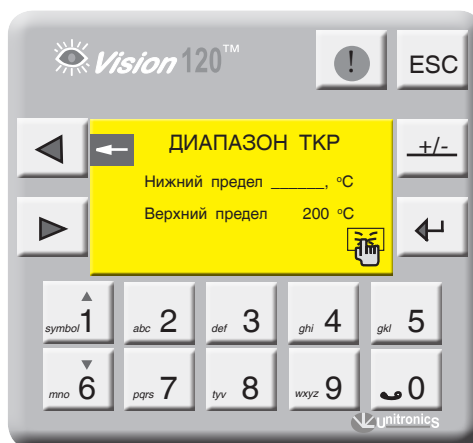 Vision 120™
!
ESC
ДИАПАЗОН ТКР
+/-
Нижний предел ______, °C
Верхний предел 200 °C
symbol 1
abc 2
def 3
ghi 4
gkl 5
mno 6
pqrs 7
tyv 8
wxyz 9
0
unitronics